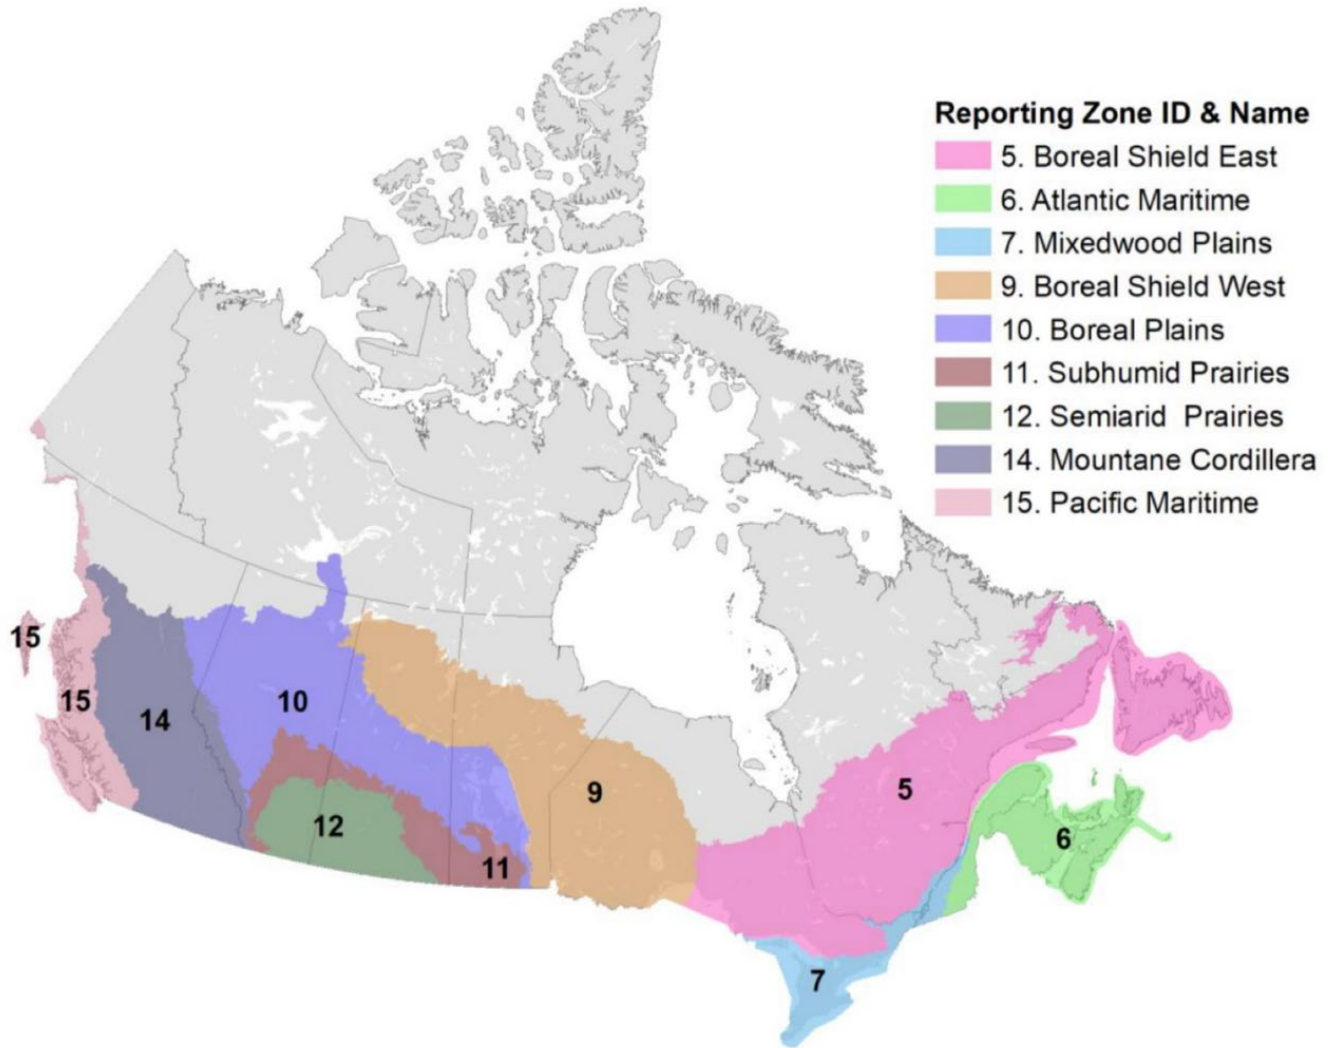 Reporting Zone ID & Name
5. Boreal Shield East
6. Atlantic Maritime
7. Mixedwood Plains
9. Boreal Shield West
10. Boreal Plains
11. Subhumid Prairies
12. Semiarid  Prairies
14. Mountane Cordillera
15. Pacific Maritime
15
15
14
10
9
5
12
11
6
7